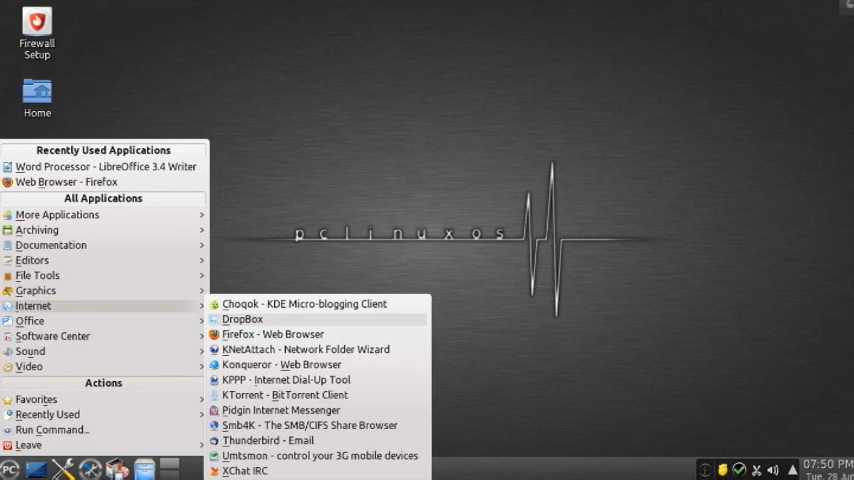 Firewall
Setup
Home
pclinuxos
Recently Used Applications
Word Processor - LibreOffice 3.4 Writer
Web Browser - Firefox
All Applications
More Applications
Archiving
Documentation
Editors
File Tools
Graphics
Internet
Office
Software Center
Sound
Video
Actions
Favorites
Recently Used
Run Command...
Leave
Choqok - KDE Micro-blogging Client
DropBox
Firefox - Web Browser
KNetAttach - Network Folder Wizard
Konqueror - Web Browser
KPPP - Internet Dial-Up Tool
KTorrent - BitTorrent Client
Pidgin Internet Messenger
Smb4K - The SMB/CIFS Share Browser
Thunderbird - Email
Umtsmon - control your 3G mobile devices
XChat IRC
PC
07:50 PM
Tue, 28 Jun